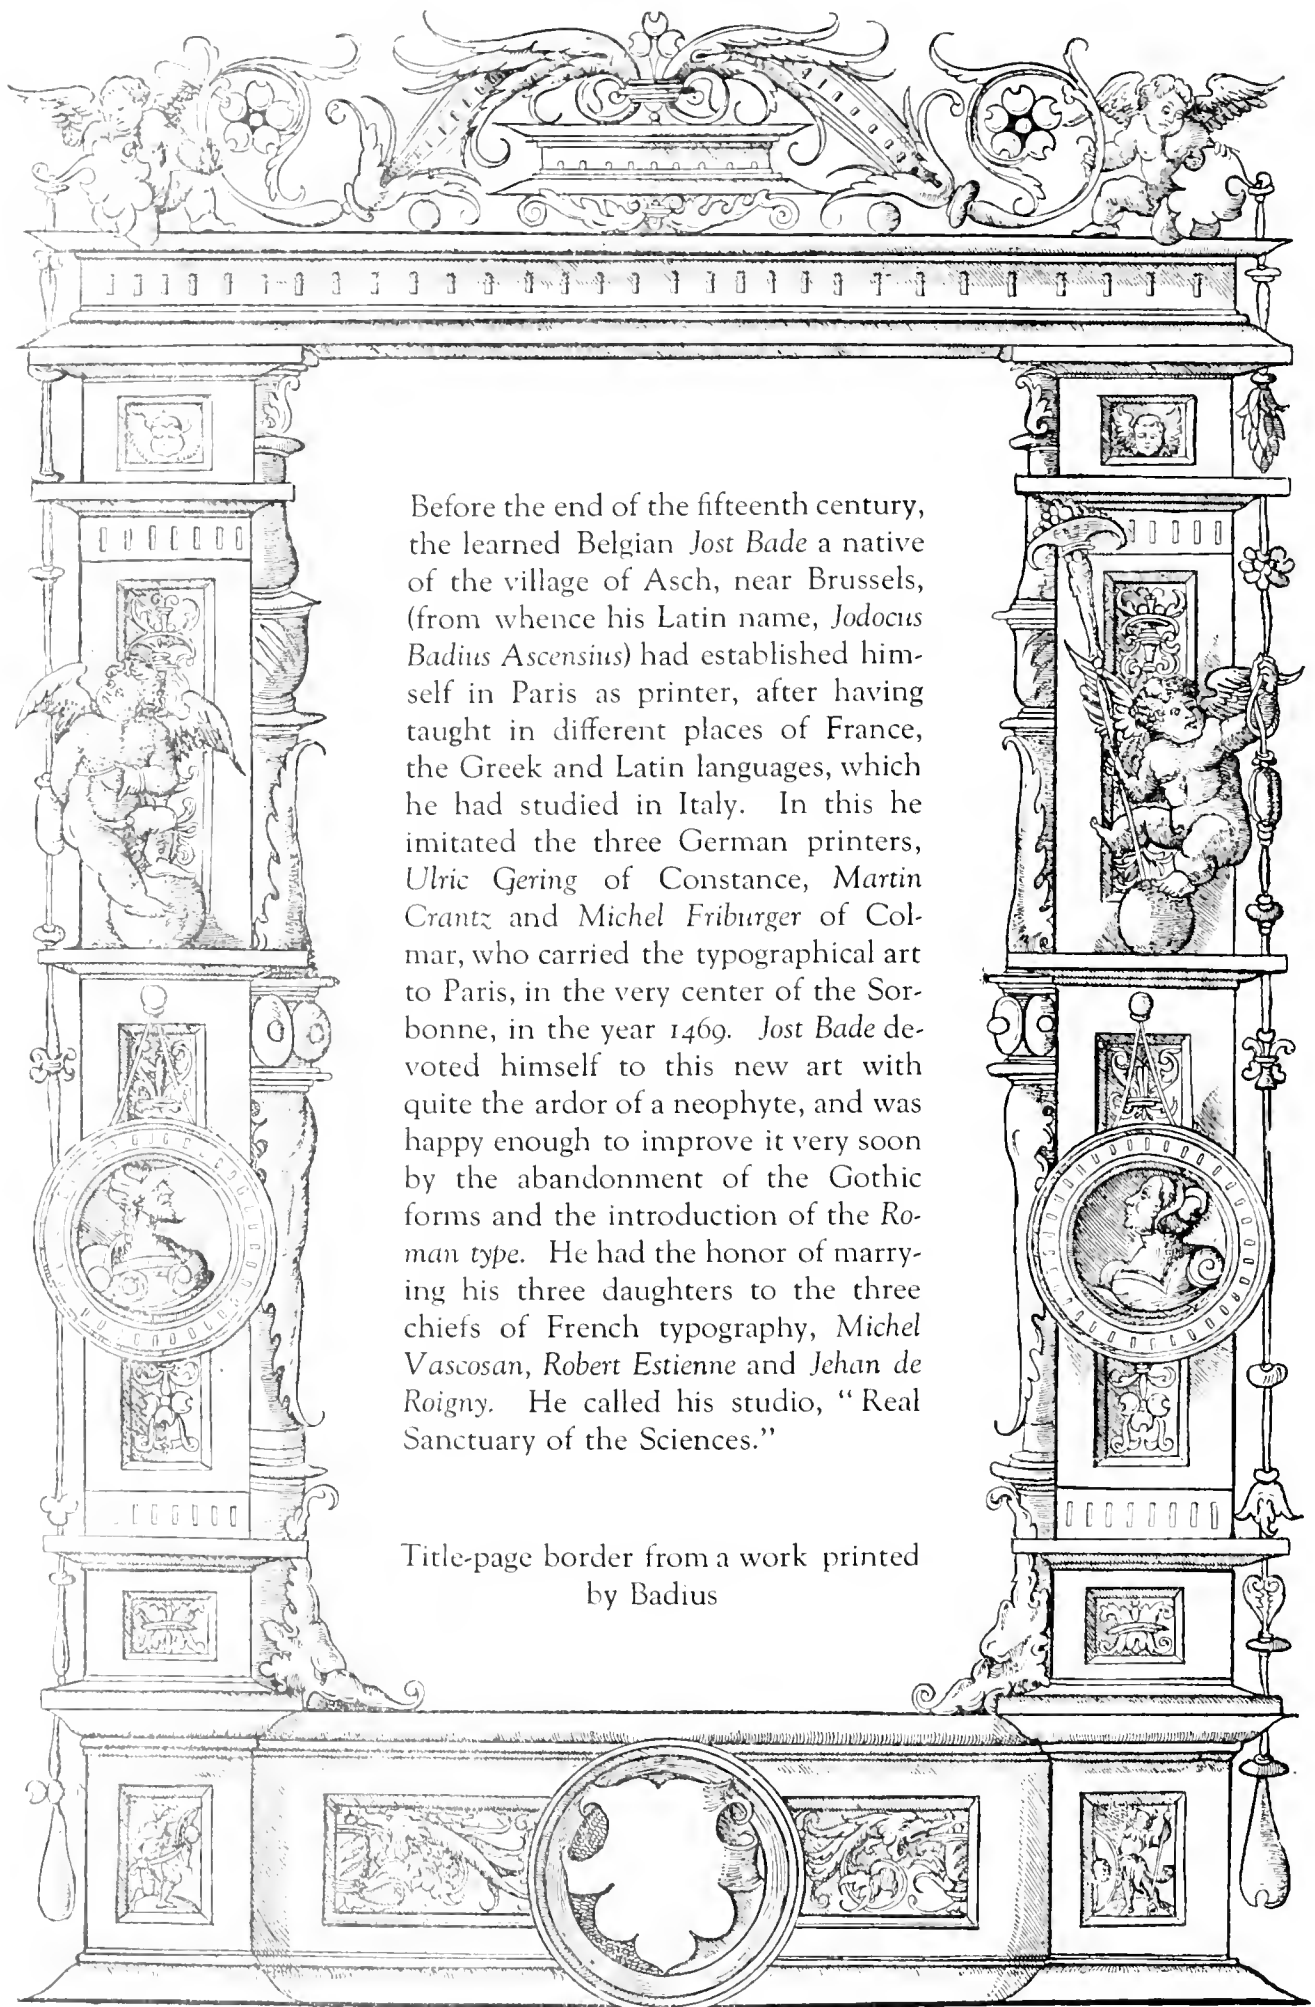 Before the end of the fifteenth century,
the learned Belgian Jost Bade a native
of the village of Asch, near Brussels,
(from whence his Latin name, Jodocus
Badius Ascensius) had established him-
self in Paris as printer, after having
taught in different places of France,
the Greek and Latin languages, which
he had studied in Italy. In this he
imitated the three German printers,
Ulric Gering of Constance, Martin
Crantz and Michel Friburger of Col-
mar, who carried the typographical art
to Paris, in the very center of the Sor-
bonne, in the year 1469. Jost Bade de-
voted himself to this new art with
quite the ardor of a neophyte, and was
happy enough to improve it very soon
by the abandonment of the Gothic
forms and the introduction of the Ro-
man type. He had the honor of marry-
ing his three daughters to the three
chiefs of French typography, Michel
Vascosan, Robert Estienne and Jehan de
Roigny. He called his studio, "Real
Sanctuary of the Sciences."
Title-page border from a work printed
by Badius